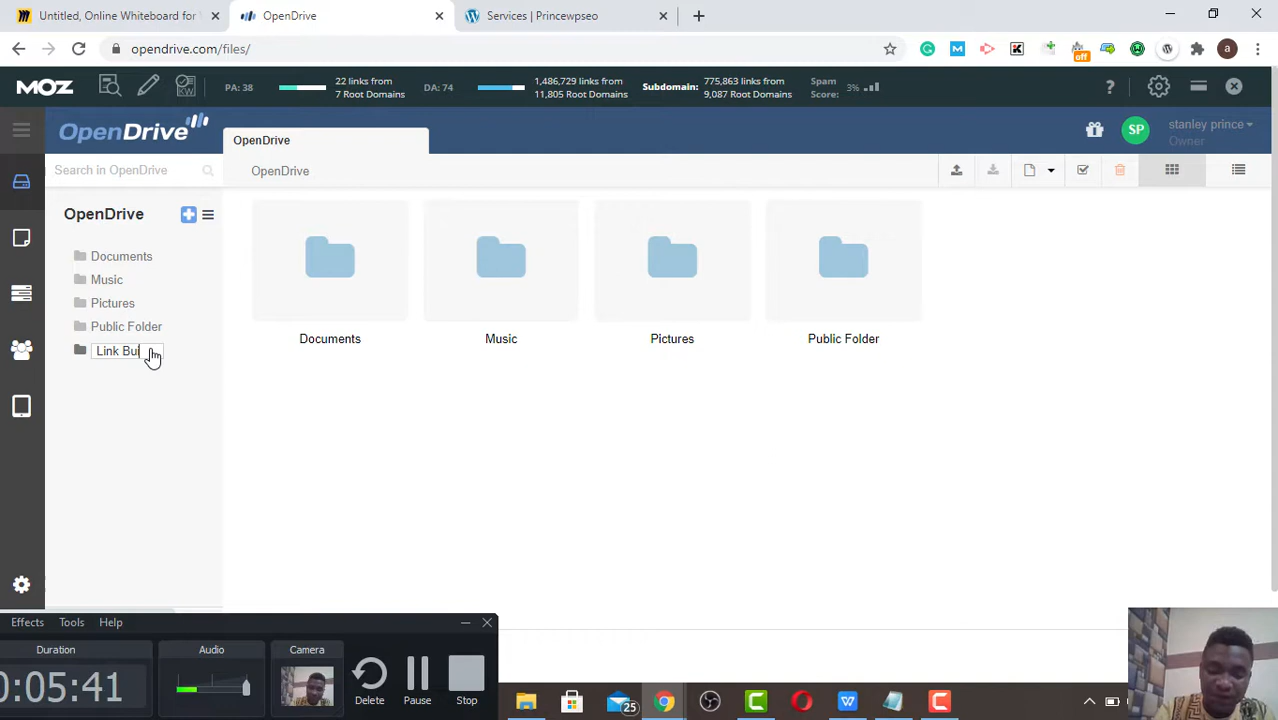 Untitled, Online Whiteboard for
OpenDrive
Services | Princewpseo
opendrive.com/files/
off
a
MOZ
PA: 38
22 links from
7 Root Domains
DA: 74
1,486,729 links from
11,805 Root Domains
Subdomain:
775,863 links from
9,087 Root Domains
Spam
Score:
3%
?
OpenDrive
OpenDrive
SP
stanley prince
Owner
Search in OpenDrive
OpenDrive
OpenDrive
Documents
Music
Pictures
Public Folder
Link Bui
Documents
Music
Pictures
Public Folder
Effects
Tools
Help
Duration
Audio
Camera
0:05:41
Delete
Pause
Stop
25